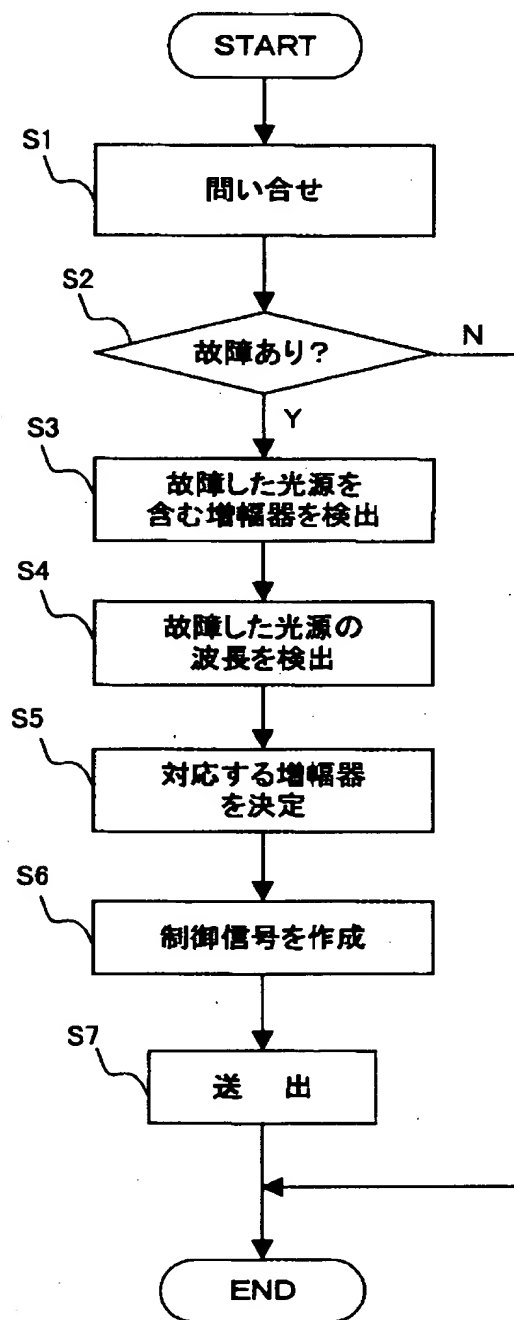 START
S1
問い合せ
S2
故障あり?
N
Y
S3
故障した光源を
含む増幅器を検出
S4
故障した光源の
波長を検出
S5
対応する増幅器
を決定
S6
制御信号を作成
S7
送 出
END